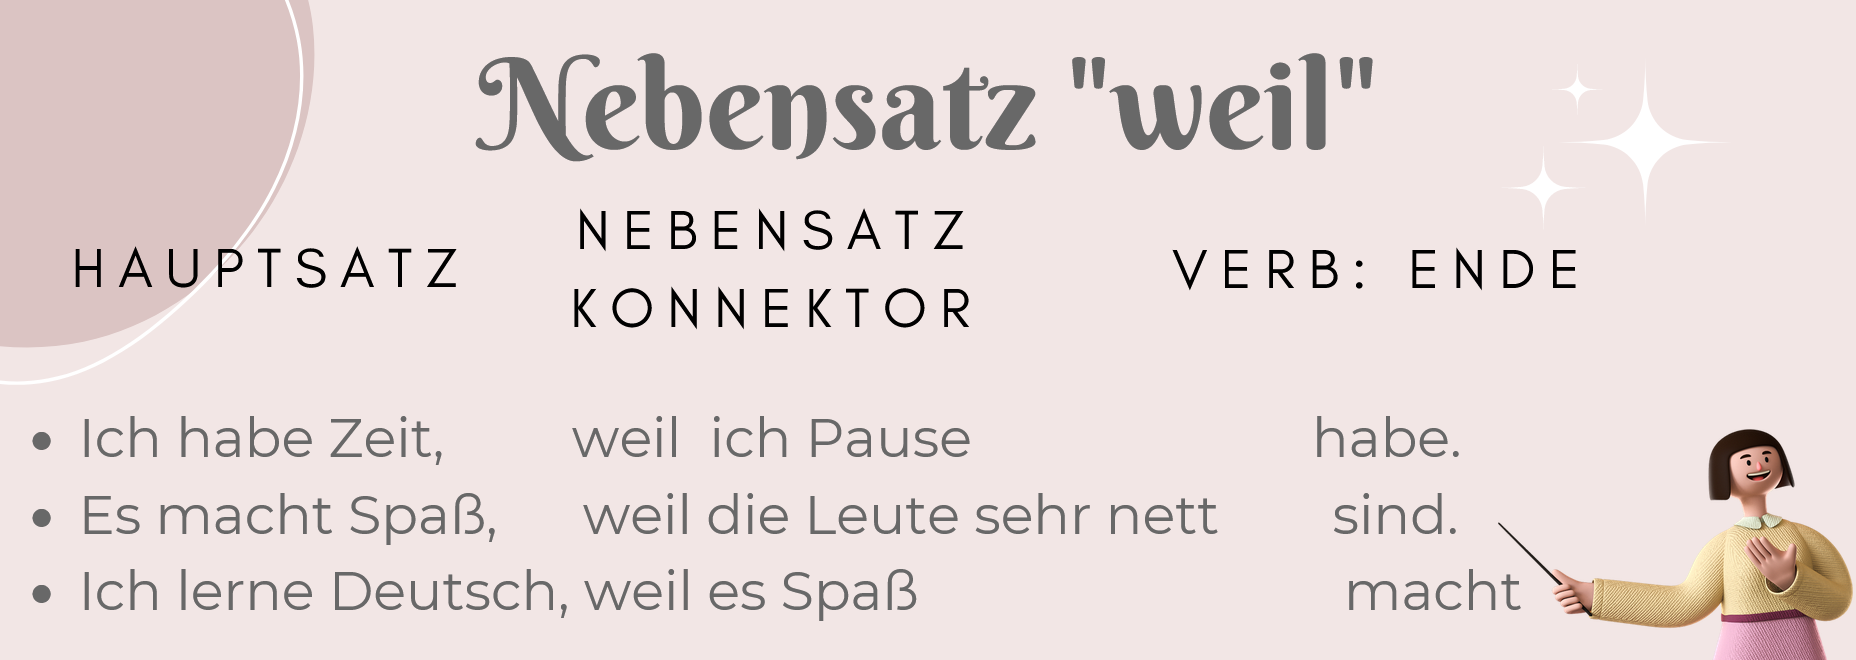 Nebensatz "weil"
HAUPTSATZ
NEBENSATZ
KONNEKTOR
VERB: ENDE
• Ich habe Zeit, weil ich Pause habe.
• Es macht Spaß, weil die Leute sehr nett sind.
• Ich lerne Deutsch, weil es Spaß macht